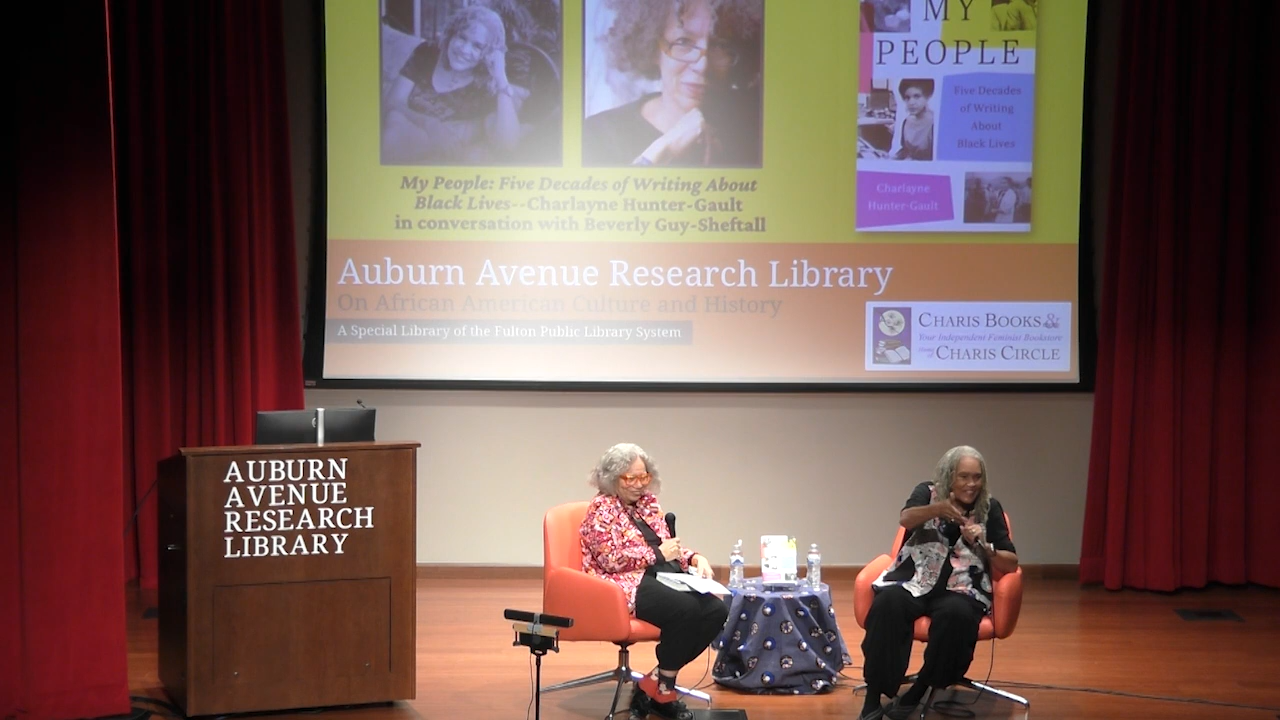 MY
PEOPLE
Five Decades
of Writing
About
Black Lives
Charlayne
Hunter-Gault
My People: Five Decades of Writing About
Black Lives--Charlayne Hunter-Gault
in conversation with Beverly Guy-Sheftall
Auburn Avenue Research Library
On African American Culture and History
A Special Library of the Fulton Public Library System
CHARIS BOOKS &
Your Independent Feminist Bookstore
CHARIS CIRCLE
AUBURN
AVENUE
RESEARCH
LIBRARY